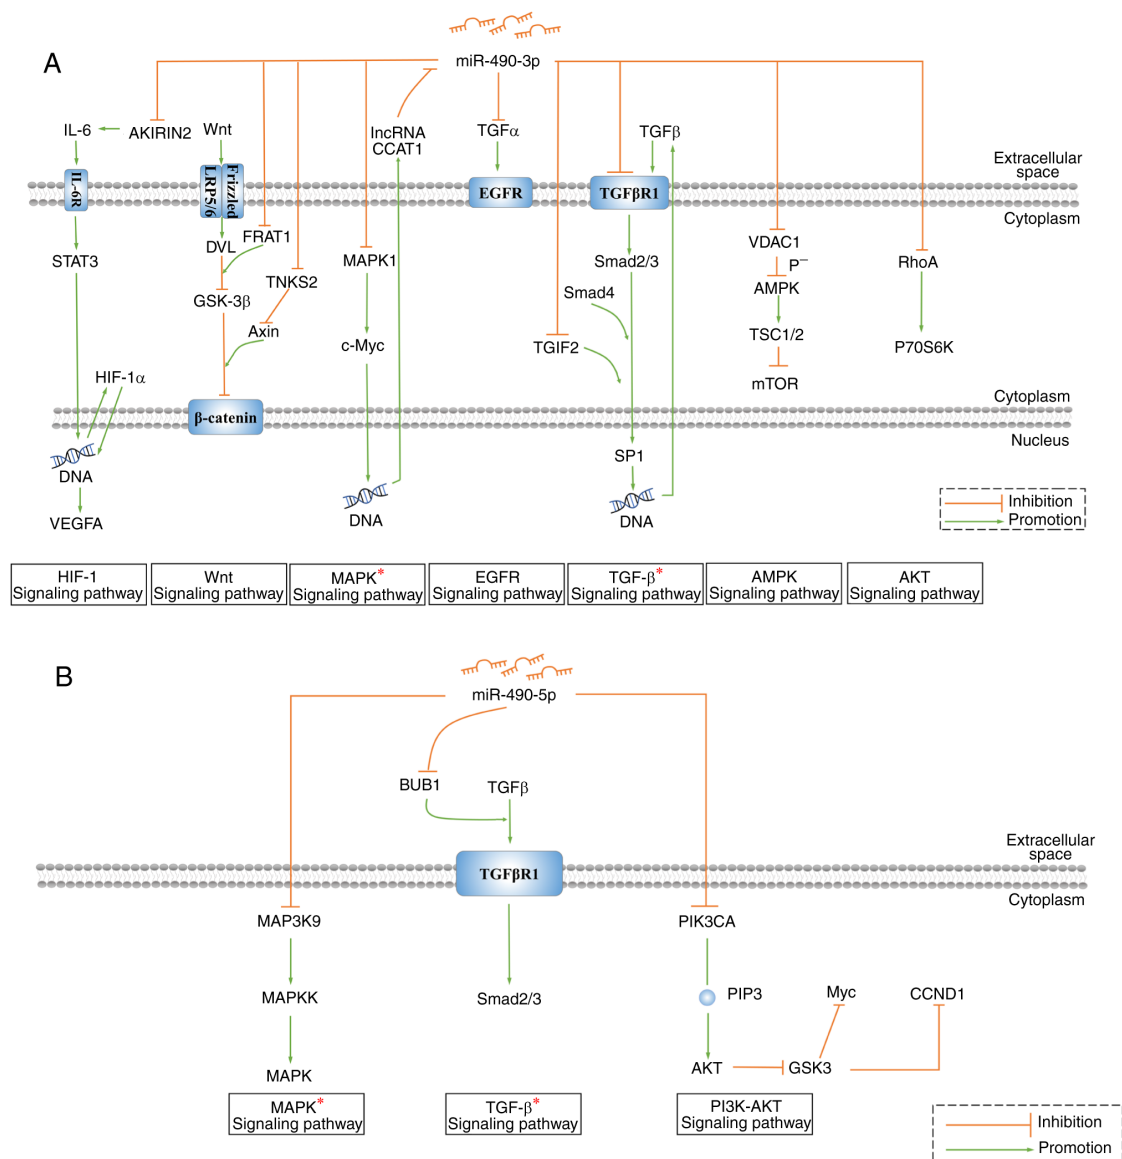 A
miR-490-3p
IL-6
AKIRIN2
Wnt
lncRNA
CCAT1
TGFα
TGFβ
Extracellular
space
IL-6R
LRP5/6
Frizzled
EGFR
TGFβR1
Cytoplasm
STAT3
DVL
FRAT1
TNKS2
GSK-3β
Axin
MAPK1
c-Myc
Smad2/3
Smad4
TGIF2
VDAC1
P−
AMPK
TSC1/2
mTOR
RhoA
P70S6K
HIF-1α
β-catenin
Cytoplasm
Nucleus
DNA
VEGFA
DNA
SP1
DNA
Inhibition
Promotion
HIF-1
Signaling pathway
Wnt
Signaling pathway
MAPK*
Signaling pathway
EGFR
Signaling pathway
TGF-β*
Signaling pathway
AMPK
Signaling pathway
AKT
Signaling pathway
B
miR-490-5p
BUB1
TGFβ
Extracellular
space
TGFβR1
Cytoplasm
MAP3K9
PIK3CA
MAPKK
Smad2/3
PIP3
Myc
CCND1
MAPK
AKT
GSK3
MAPK*
Signaling pathway
TGF-β*
Signaling pathway
PI3K-AKT
Signaling pathway
Inhibition
Promotion